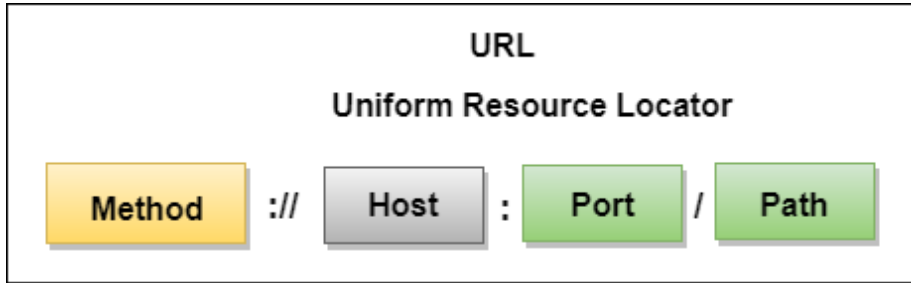 URL
Uniform Resource Locator
Method :// Host : Port / Path